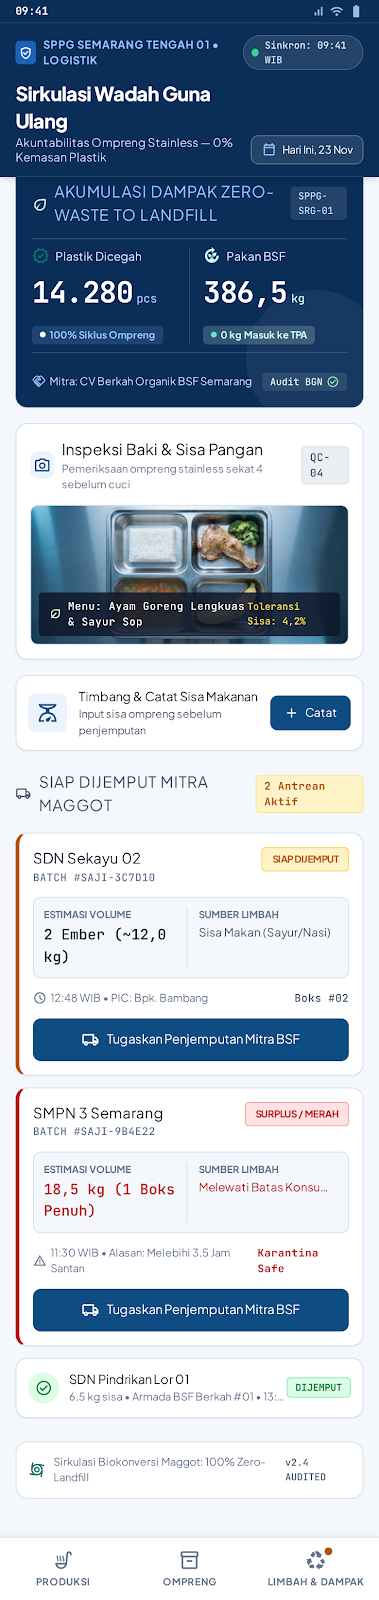 09:41
SPPG SEMARANG TENGAH 01 •
LOGISTIK
Sinkron: 09:41
WIB
Sirkulasi Wadah Guna
Ulang
Akuntabilitas Ompreng Stainless — 0%
Kemasan Plastik
Hari Ini, 23 Nov
AKUMULASI DAMPAK ZERO-
WASTE TO LANDFILL
SPPG-
SRG-01
Plastik Dicegah
14.280 pcs
100% Siklus Ompreng
Pakan BSF
386,5 kg
0 kg Masuk ke TPA
Mitra: CV Berkah Organik BSF Semarang
Audit BGN
Inspeksi Baki & Sisa Pangan
Pemeriksaan ompreng stainless sekat 4
sebelum cuci
QC-
04
Menu: Ayam Goreng Lengkuas
& Sayur Sop
Toleransi
Sisa: 4,2%
Timbang & Catat Sisa Makanan
Input sisa ompreng sebelum
penjemputan
+ Catat
SIAP DIJEMPUT MITRA
MAGGOT
2 Antrean
Aktif
SDN Sekayu 02
BATCH #SAJI-3C7D10
SIAP DIJEMPUT
ESTIMASI VOLUME
2 Ember (~12,0
kg)
SUMBER LIMBAH
Sisa Makan (Sayur/Nasi)
12:48 WIB • PIC: Bpk. Bambang
Boks #02
Tugaskan Penjemputan Mitra BSF
SMPN 3 Semarang
BATCH #SAJI-9B4E22
SURPLUS / MERAH
ESTIMASI VOLUME
18,5 kg (1 Boks
Penuh)
SUMBER LIMBAH
Melewati Batas Konsu...
11:30 WIB • Alasan: Melebihi 3,5 Jam
Santan
Karantina
Safe
Tugaskan Penjemputan Mitra BSF
SDN Pindrikan Lor 01
6,5 kg sisa • Armada BSF Berkah #01 • 13:...
DIJEMPUT
Sirkulasi Biokonversi Maggot: 100% Zero-
Landfill
v2.4
AUDITED
PRODUKSI
OMPRENG
LIMBAH & DAMPAK